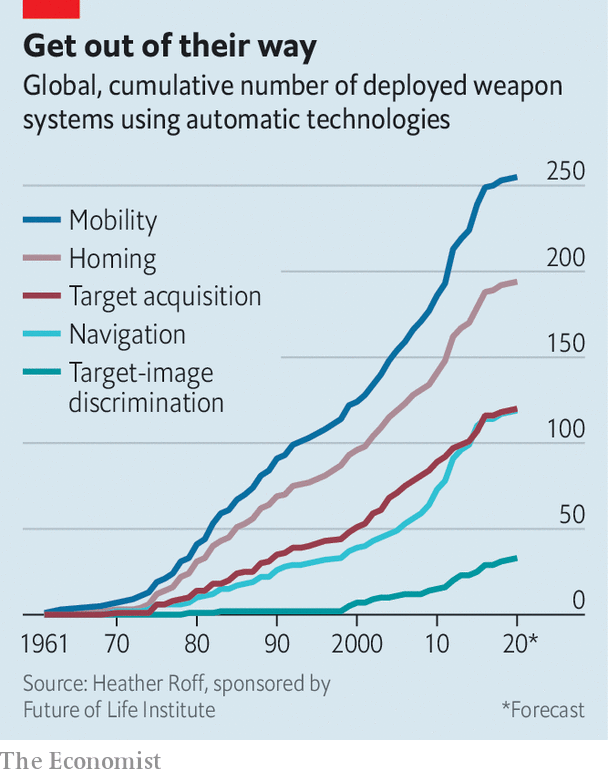 Get out of their way
Global, cumulative number of deployed weapon
systems using automatic technologies
250
Mobility
Homing
200
Target acquisition
Navigation
150
Target-image
discrimination
100
50
0
1961 70 80 90 2000 10 20*
Source: Heather Roff, sponsored by
Future of Life Institute
*Forecast
The Economist